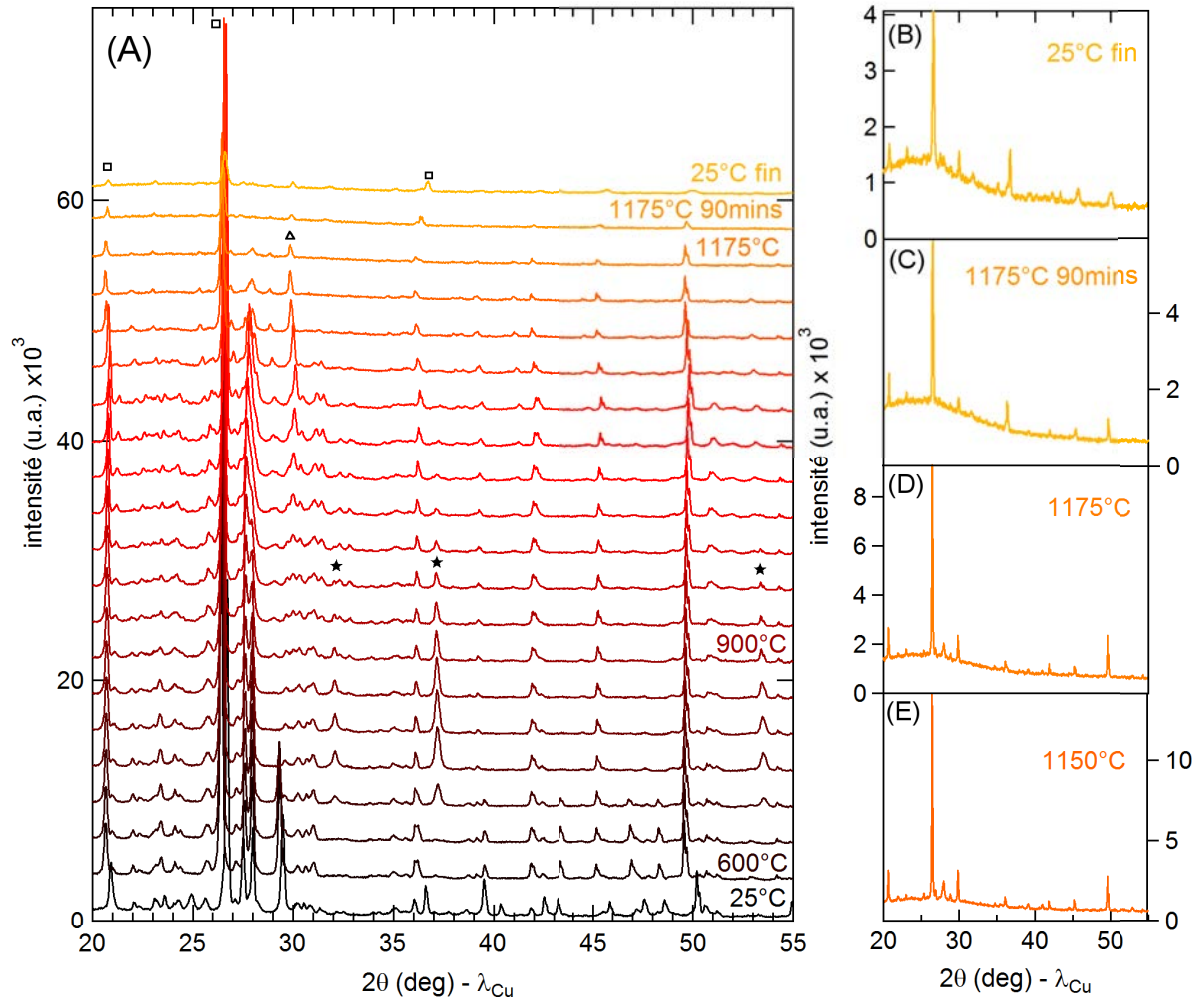 (A)
25°C fin
1175°C 90mins
1175°C
900°C
600°C
25°C
60
40
20
0
intensité (u.a.) x10³
20 25 30 35 40 45 50 55
2θ (deg) - λCu
(B)
25°C fin
4
3
2
1
0
(C)
1175°C 90mins
4
2
0
intensité (u.a.) x 10³
(D)
1175°C
8
6
4
2
0
(E)
1150°C
10
5
0
20 30 40 50
2θ (deg) - λCu